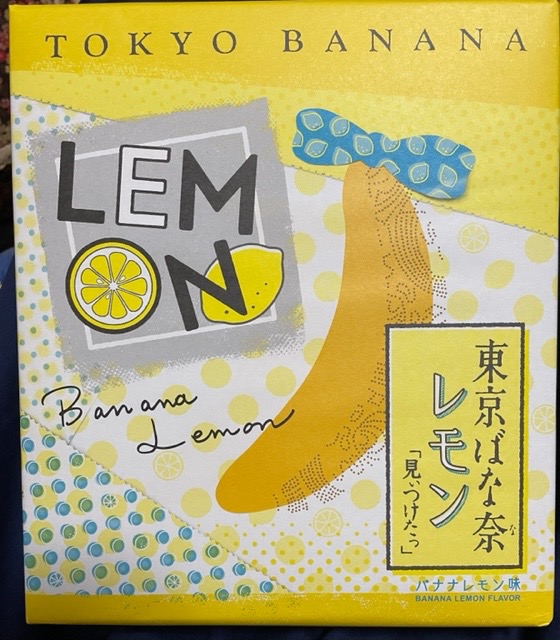 TOKYO BANANA
LEM
ON
Banana
Lemon
東京ばな奈
な
レモン
「見ぃつけたっ」
バナナレモン味
BANANA LEMON FLAVOR